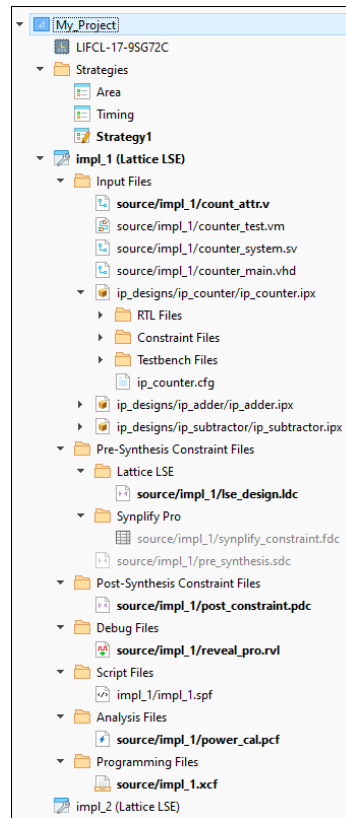 My_Project
LIFCL-17-9SG72C
Strategies
Area
Timing
Strategy1
impl_1 (Lattice LSE)
Input Files
source/impl_1/count_attr.v
source/impl_1/counter_test.vm
source/impl_1/counter_system.sv
source/impl_1/counter_main.vhd
ip_designs/ip_counter/ip_counter.ipx
RTL Files
Constraint Files
Testbench Files
ip_counter.cfg
ip_designs/ip_adder/ip_adder.ipx
ip_designs/ip_subtractor/ip_subtractor.ipx
Pre-Synthesis Constraint Files
Lattice LSE
source/impl_1/lse_design.ldc
Synplify Pro
source/impl_1/synplify_constraint.fdc
source/impl_1/pre_synthesis.sdc
Post-Synthesis Constraint Files
source/impl_1/post_constraint.pdc
Debug Files
source/impl_1/reveal_pro.rvl
Script Files
impl_1/impl_1.spf
Analysis Files
source/impl_1/power_cal.pcf
Programming Files
source/impl_1.xcf
impl_2 (Lattice LSE)